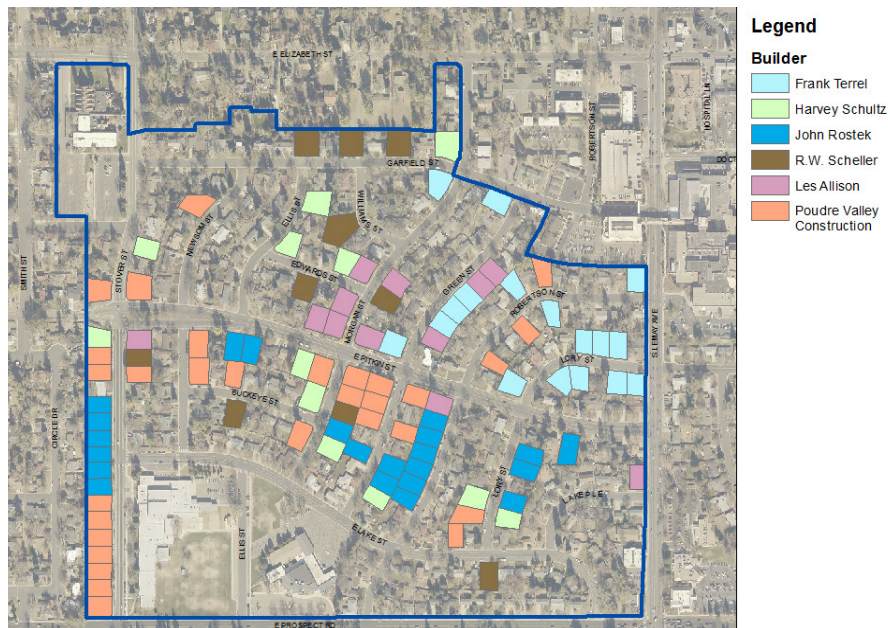 Legend
Builder
Frank Terrel
Harvey Schultz
John Rostek
R.W. Scheller
Les Allison
Poudre Valley
Construction
E ELIZABETH ST
GARFIELD ST
ROBERTSON ST
HOSPITAL LN
DOCT
SMITH ST
STOVER ST
NEWSOM ST
ELLIS ST
WILLIAMS ST
EDWARDS ST
MORGAN ST
GREEN ST
ROBERTSON ST
S LEMAY AVE
E PITKIN ST
LORY ST
BUCKEYE ST
CIRCLE DR
LORY ST
LAKE PL E
E LAKE ST
ELLIS ST
E PROSPECT RD